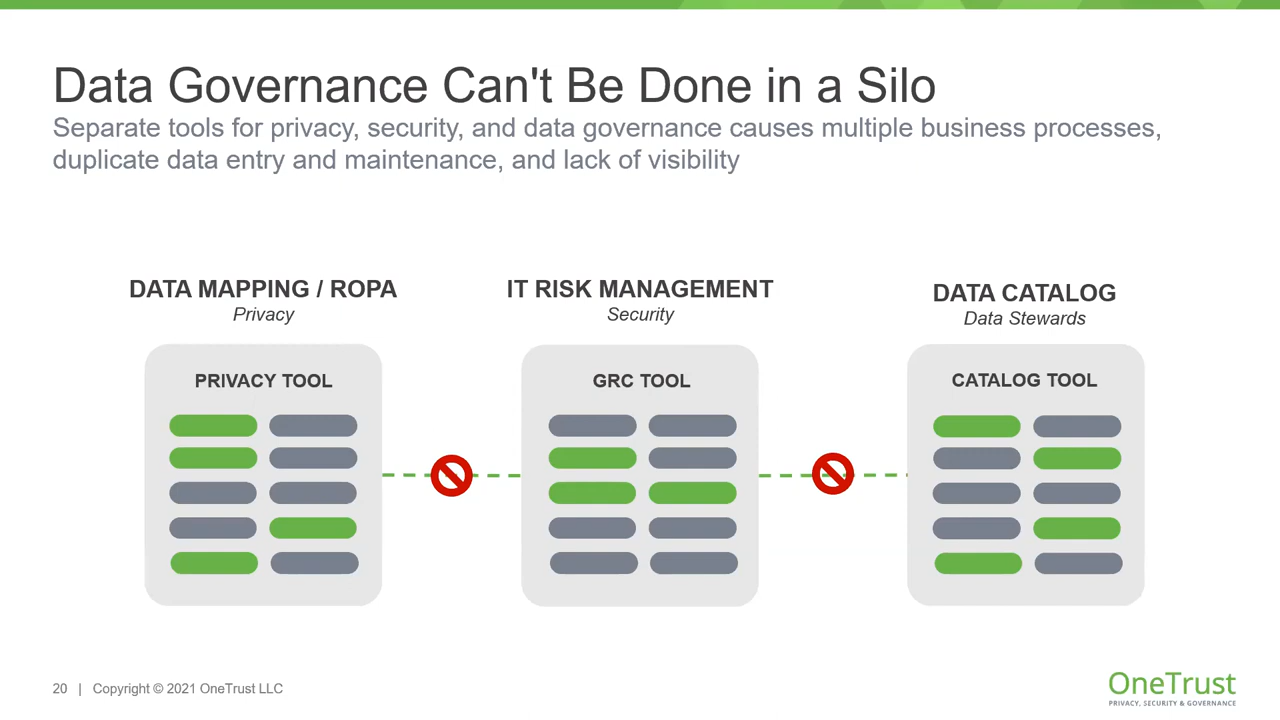 Data Governance Can't Be Done in a Silo
Separate tools for privacy, security, and data governance causes multiple business processes,
duplicate data entry and maintenance, and lack of visibility
DATA MAPPING / ROPA
Privacy
PRIVACY TOOL
IT RISK MANAGEMENT
Security
GRC TOOL
DATA CATALOG
Data Stewards
CATALOG TOOL
20 | Copyright © 2021 OneTrust LLC
OneTrust
PRIVACY, SECURITY & GOVERNANCE